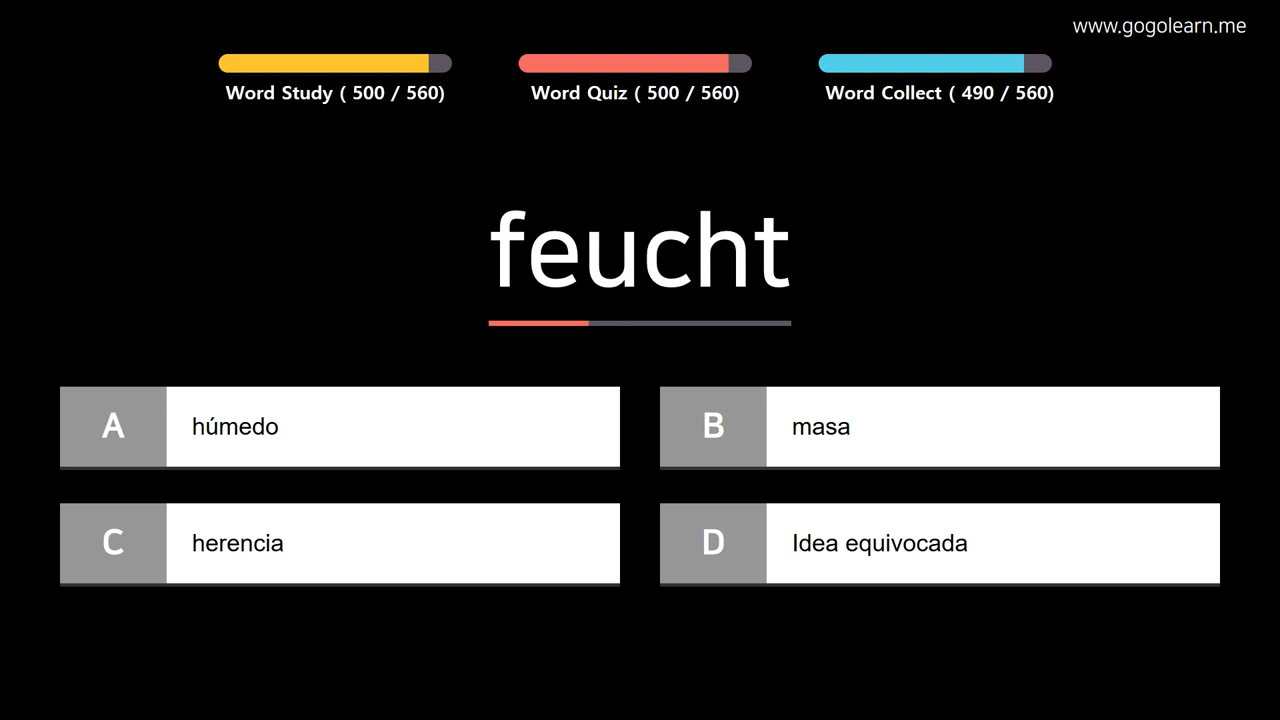 www.gogolearn.me
Word Study ( 500 / 560)
Word Quiz ( 500 / 560)
Word Collect ( 490 / 560)
feucht
A
húmedo
B
masa
C
herencia
D
Idea equivocada